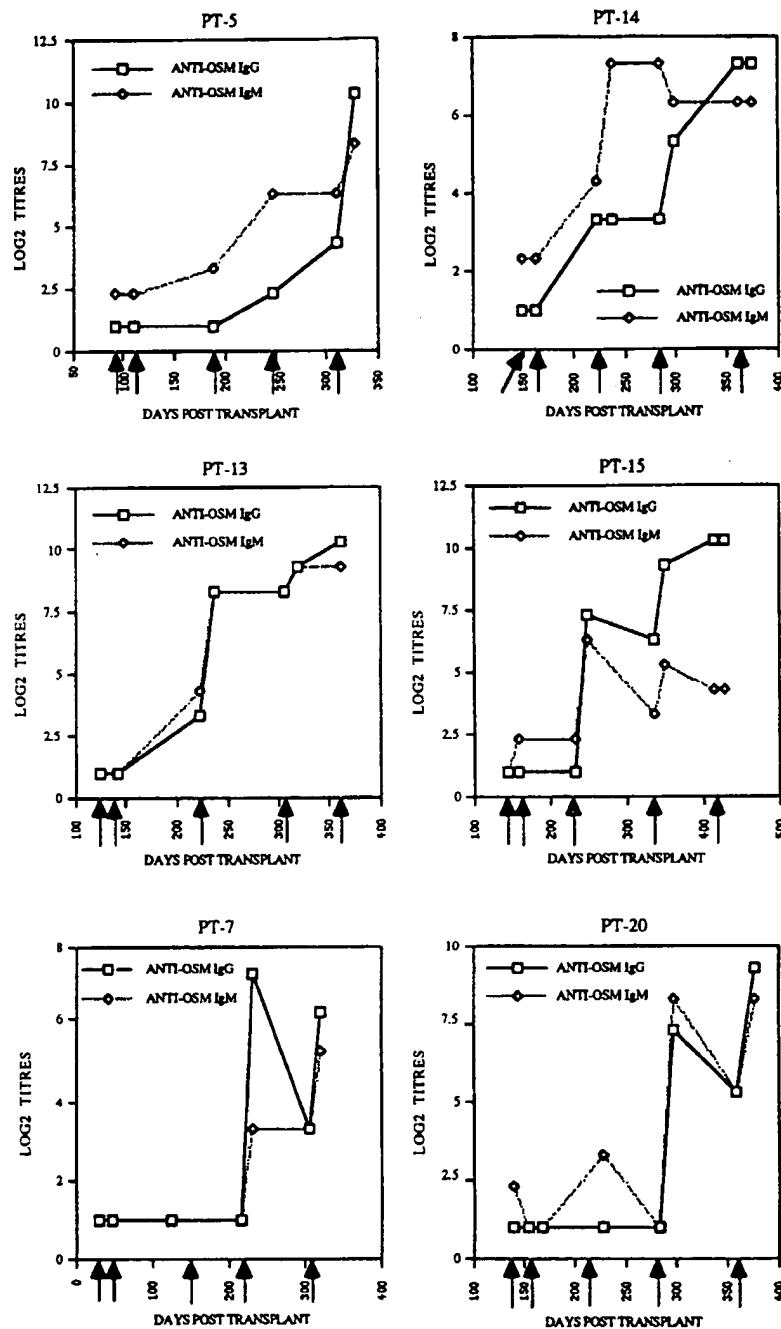 PT-5
12.5
10
7.5
5
2.5
0
LOG2 TITRES
ANTI-OSM IgG
ANTI-OSM IgM
50
100
150
200
250
300
350
DAYS POST TRANSPLANT
PT-14
8
6
4
2
0
LOG2 TITRES
ANTI-OSM IgG
ANTI-OSM IgM
100
150
200
250
300
350
400
DAYS POST TRANSPLANT
PT-13
12.5
10
7.5
5
2.5
0
LOG2 TITRES
ANTI-OSM IgG
ANTI-OSM IgM
100
150
200
250
300
350
400
DAYS POST TRANSPLANT
PT-15
12.5
10
7.5
5
2.5
0
LOG2 TITRES
ANTI-OSM IgG
ANTI-OSM IgM
100
200
300
400
500
DAYS POST TRANSPLANT
PT-7
8
6
4
2
0
LOG2 TITRES
ANTI-OSM IgG
ANTI-OSM IgM
0
100
200
300
400
DAYS POST TRANSPLANT
PT-20
10
7.5
5
2.5
0
LOG2 TITRES
ANTI-OSM IgG
ANTI-OSM IgM
100
150
200
250
300
350
400
DAYS POST TRANSPLANT